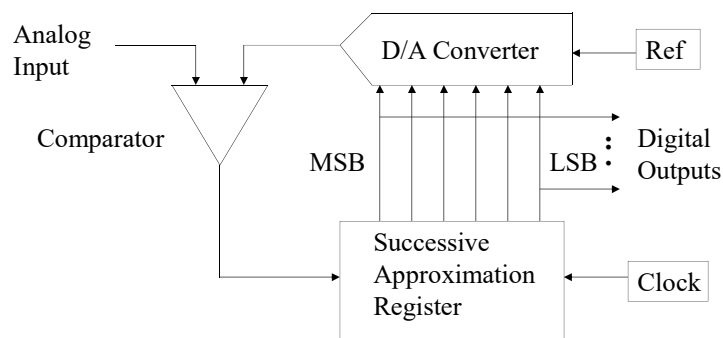 Analog
Input
D/A Converter
Ref
Comparator
MSB
LSB
Digital
Outputs
Successive
Approximation
Register
Clock